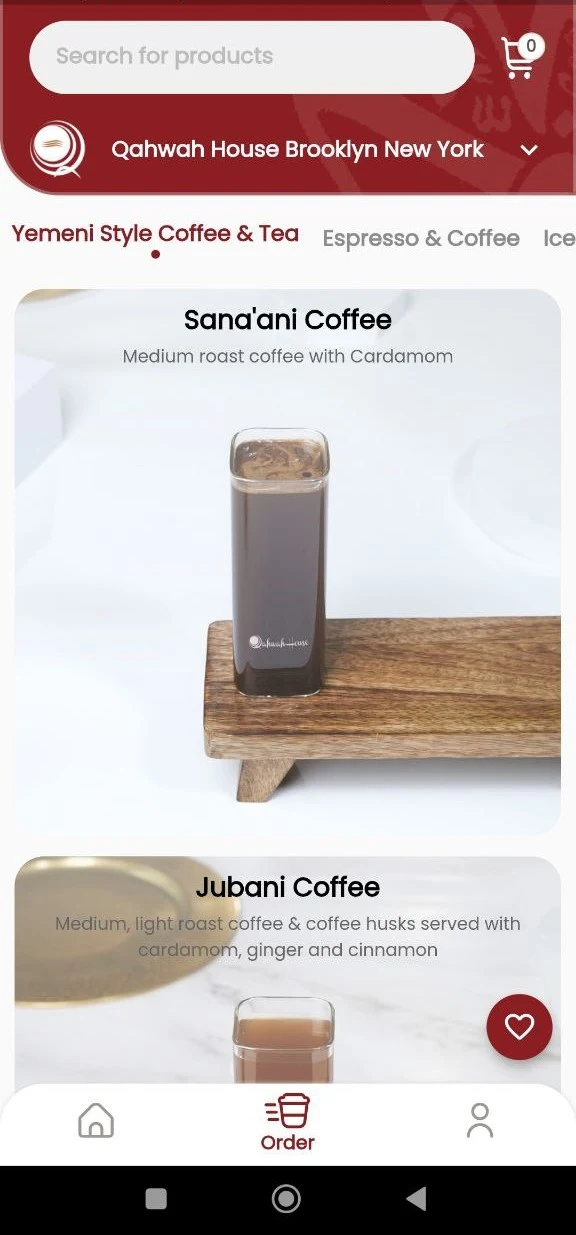 Search for products
0
Qahwah House Brooklyn New York
Yemeni Style Coffee & Tea
Espresso & Coffee
Ice
Sana'ani Coffee
Medium roast coffee with Cardamom
Qahwah House
Jubani Coffee
Medium, light roast coffee & coffee husks served with
cardamom, ginger and cinnamon
Order